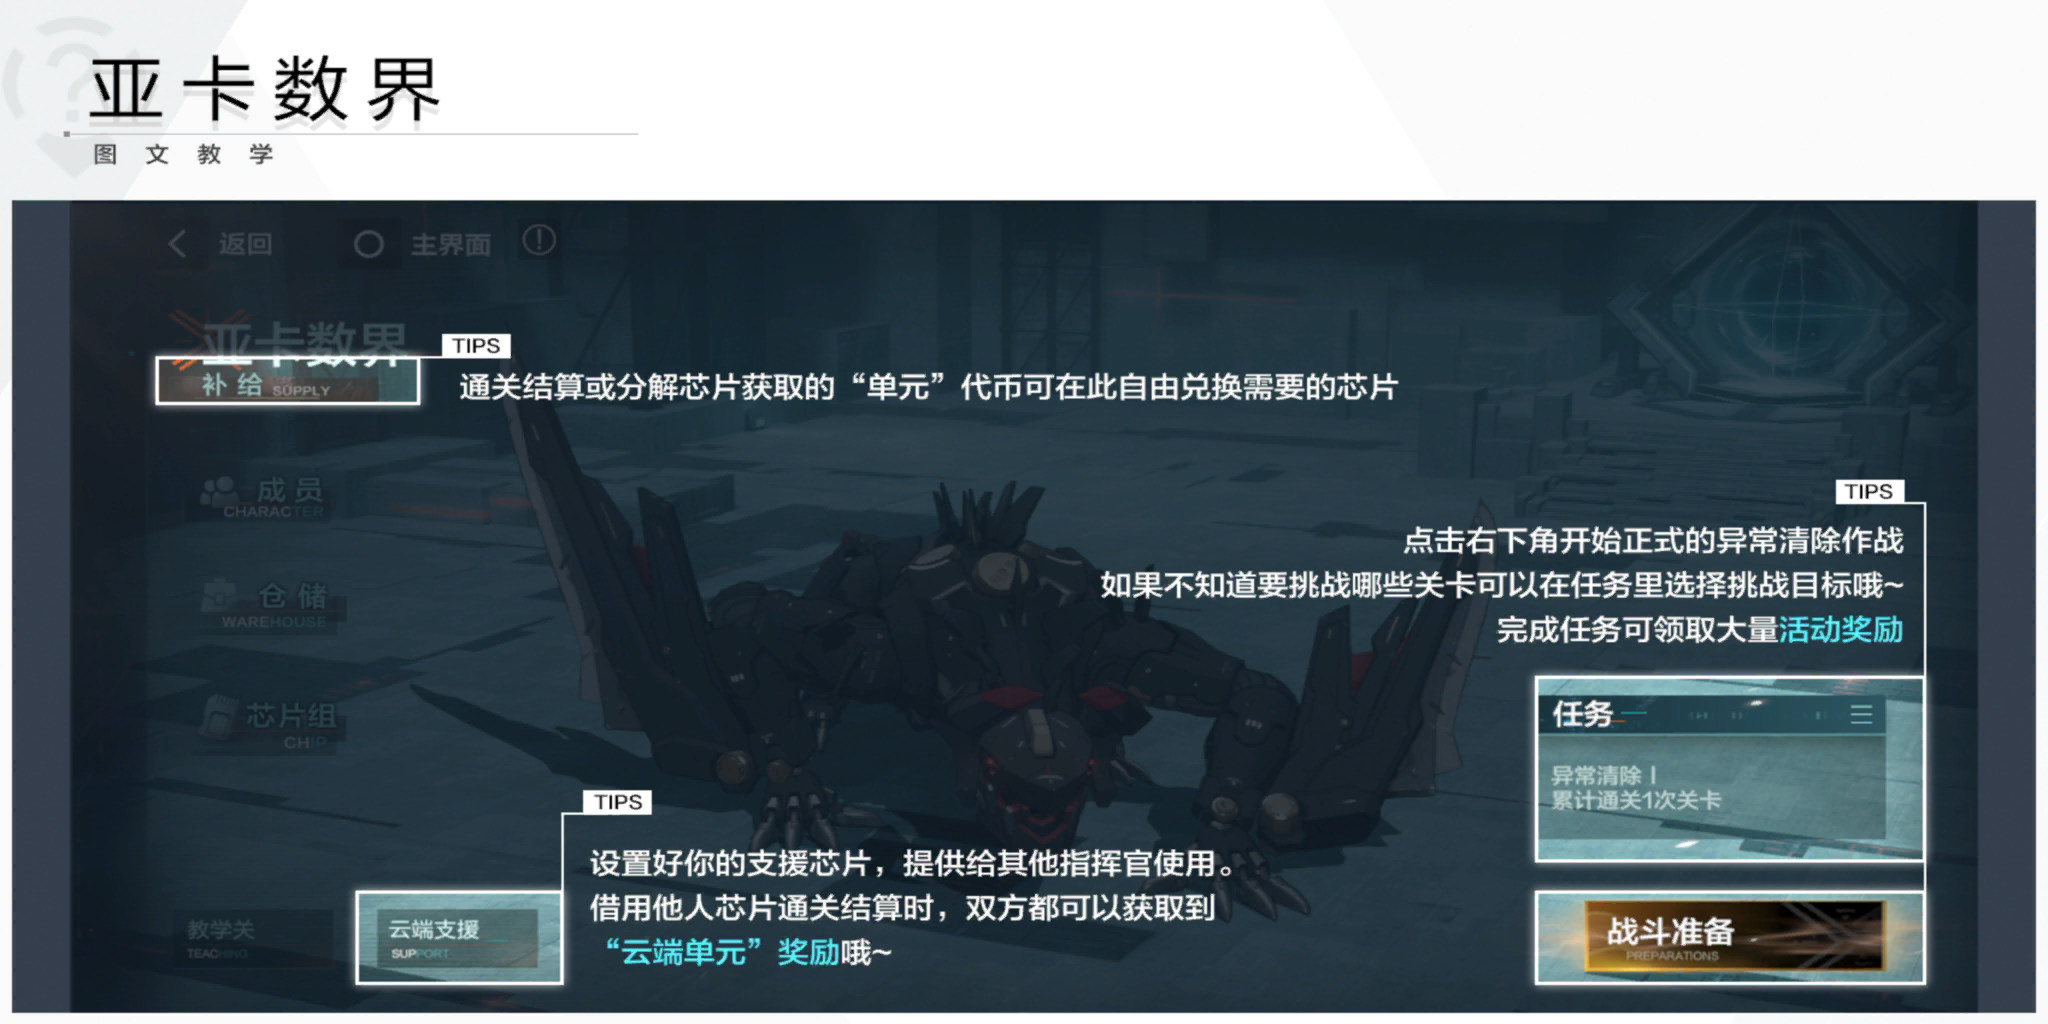 亚卡数界
图文教学
返回
主界面
亚卡数界
补给 SUPPLY
TIPS
通关结算或分解芯片获取的“单元”代币可在此自由兑换需要的芯片
成员
CHARACTER
仓储
WAREHOUSE
芯片组
CHIP
TIPS
点击右下角开始正式的异常清除作战
如果不知道要挑战哪些关卡可以在任务里选择挑战目标哦~
完成任务可领取大量活动奖励
任务
异常清除 I
累计通关1次关卡
TIPS
设置好你的支援芯片，提供给其他指挥官使用。
借用他人芯片通关结算时，双方都可以获取到
“云端单元”奖励哦~
教学关
TEACHING
云端支援
SUPPORT
战斗准备
PREPARATIONS